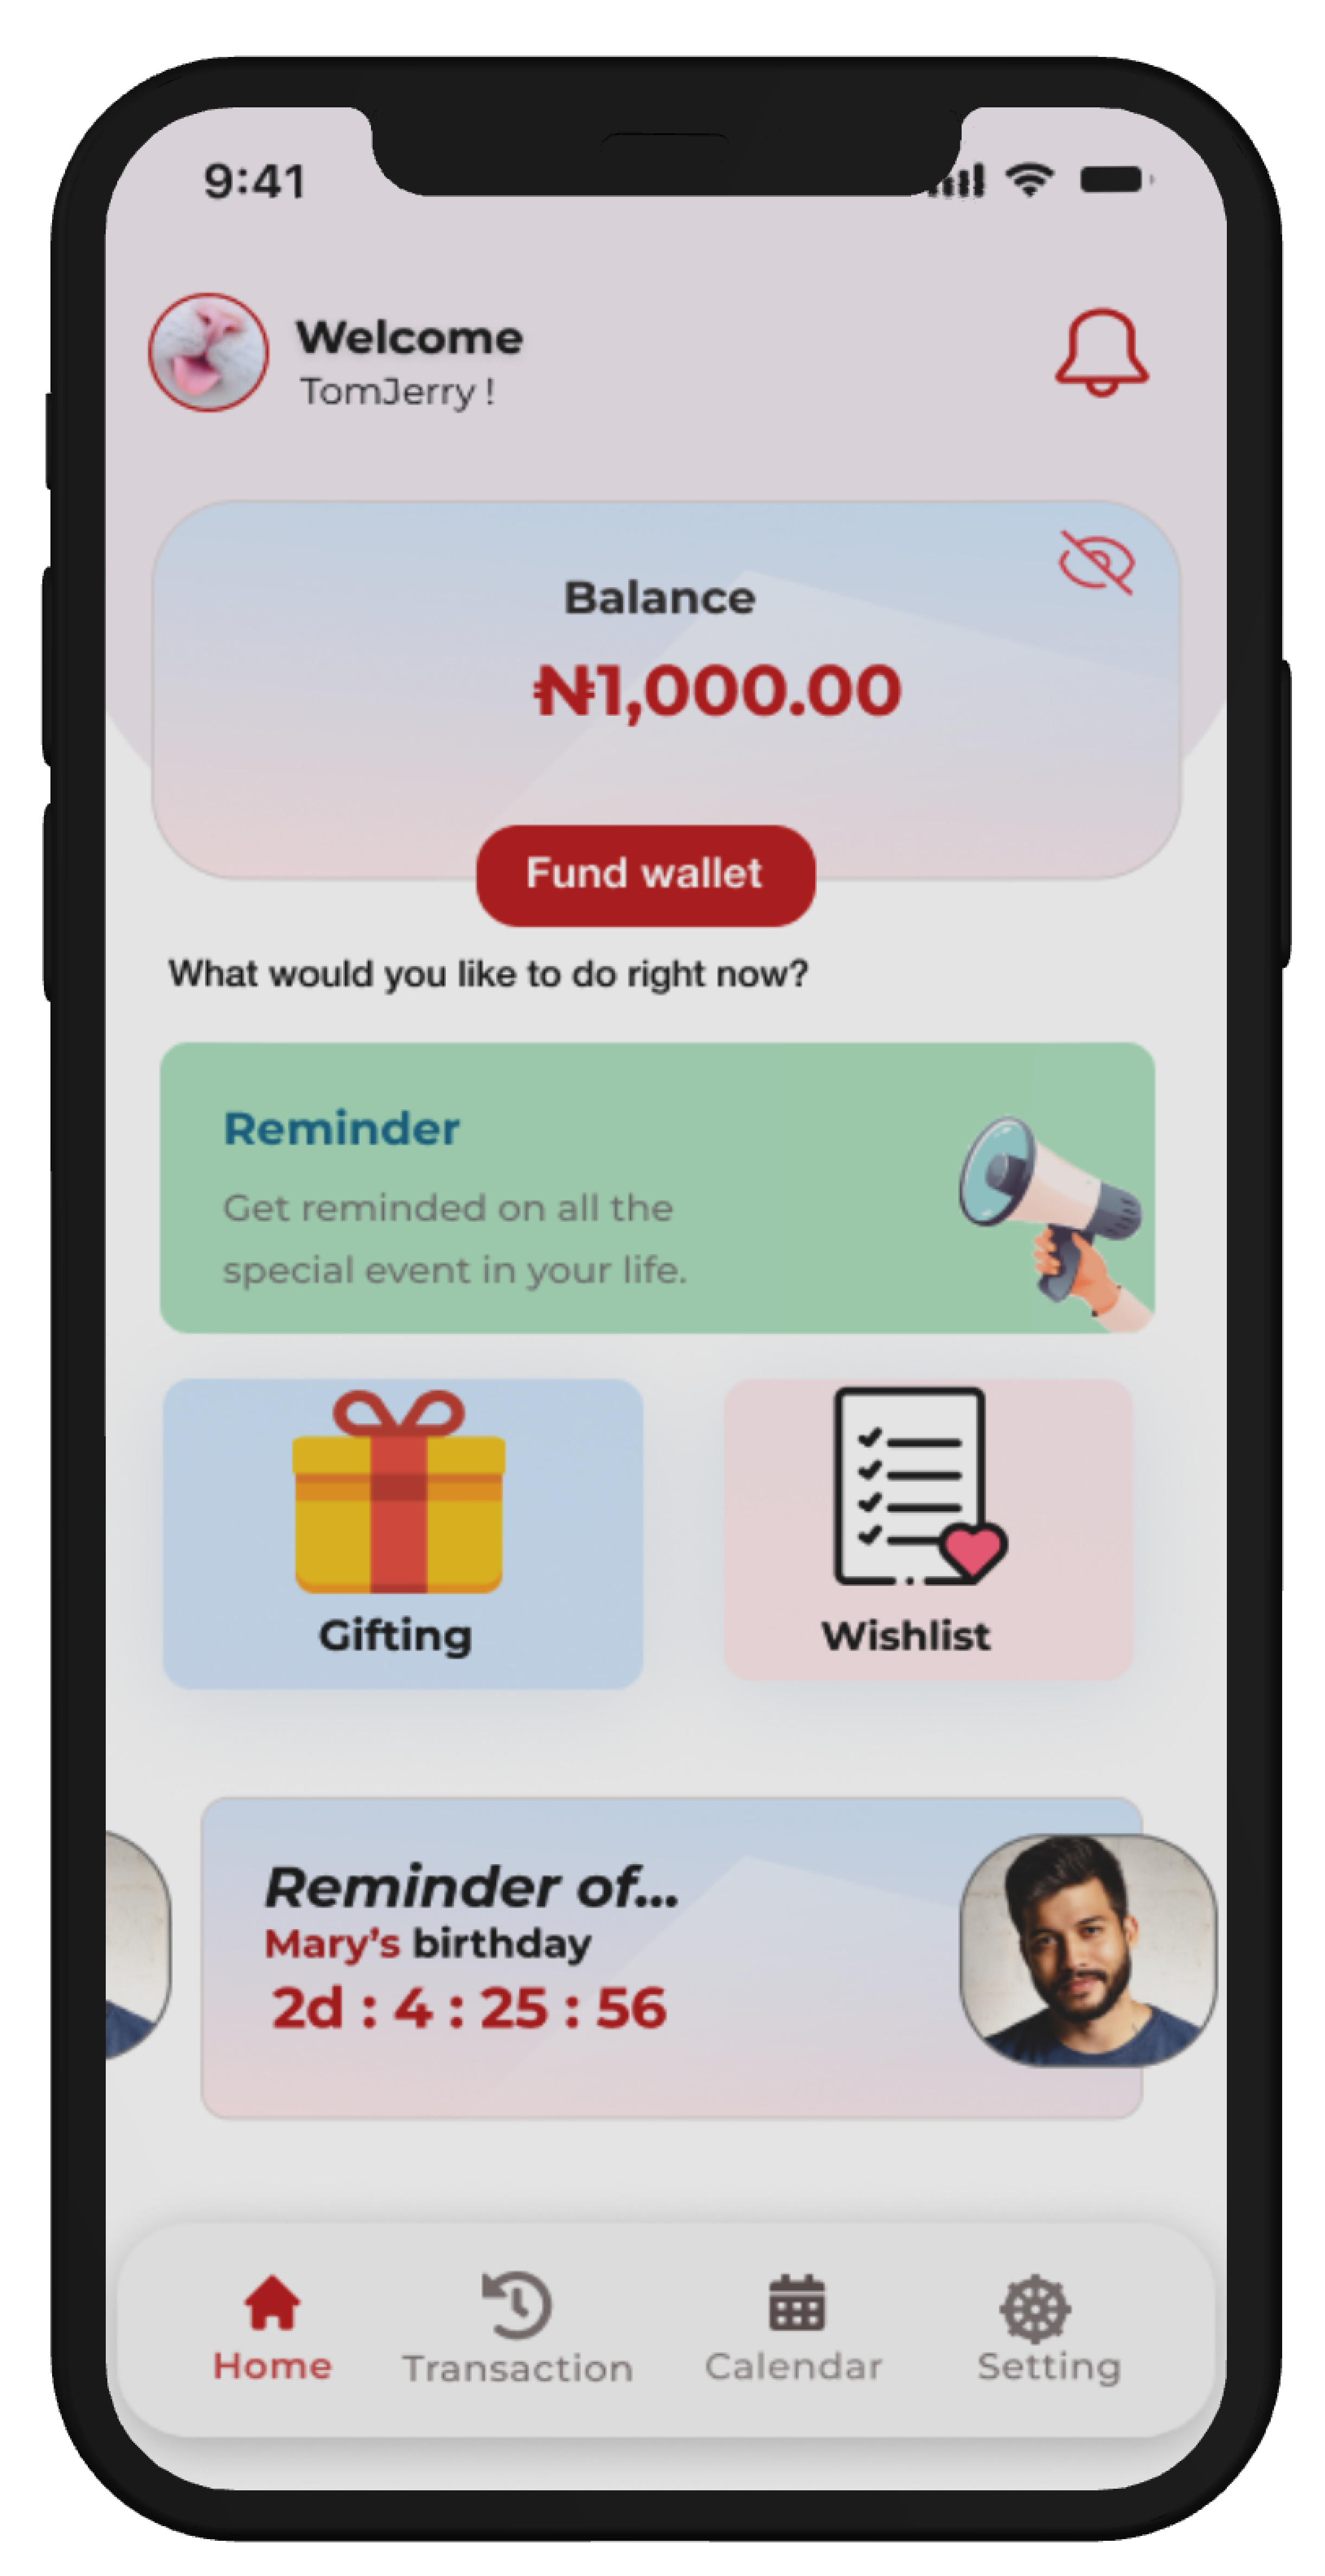 9:41
Welcome
TomJerry !
Balance
₦1,000.00
Fund wallet
What would you like to do right now?
Reminder
Get reminded on all the
special event in your life.
Gifting
Wishlist
Reminder of...
Mary's birthday
2d : 4 : 25 : 56
Home
Transaction
Calendar
Setting